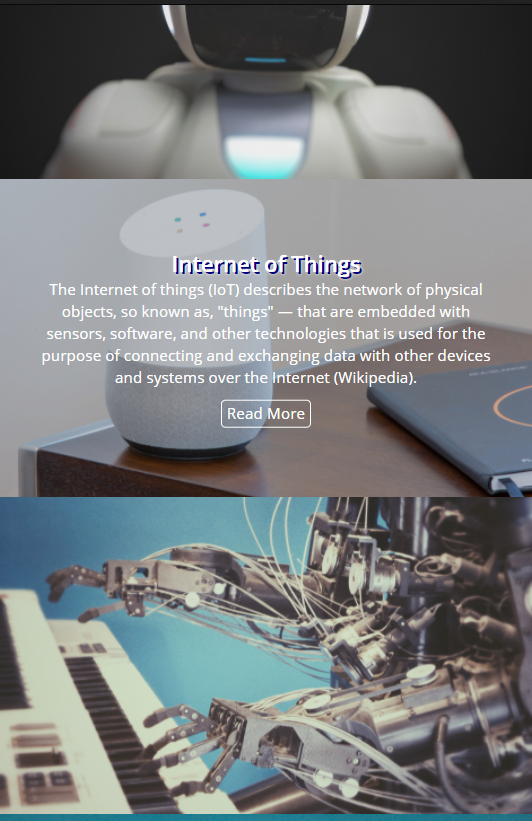 Internet of Things
The Internet of things (IoT) describes the network of physical
objects, so known as, "things" — that are embedded with
sensors, software, and other technologies that is used for the
purpose of connecting and exchanging data with other devices
and systems over the Internet (Wikipedia).
Read More